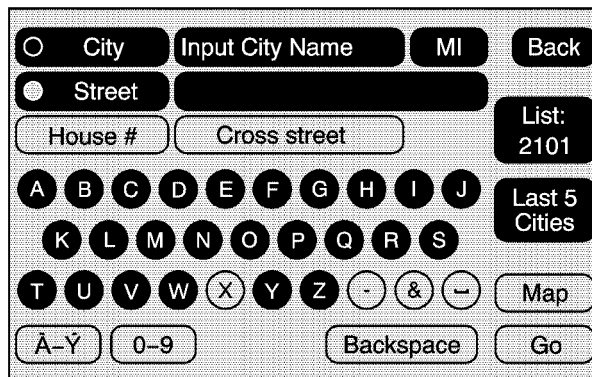 City Input City Name MI Back
Street
House # Cross street
List:
2101
A B C D E F G H I J
Last 5
Cities
K L M N O P Q R S
T U V W X Y Z - & ⎵ Map
À–Ý 0–9 Backspace Go